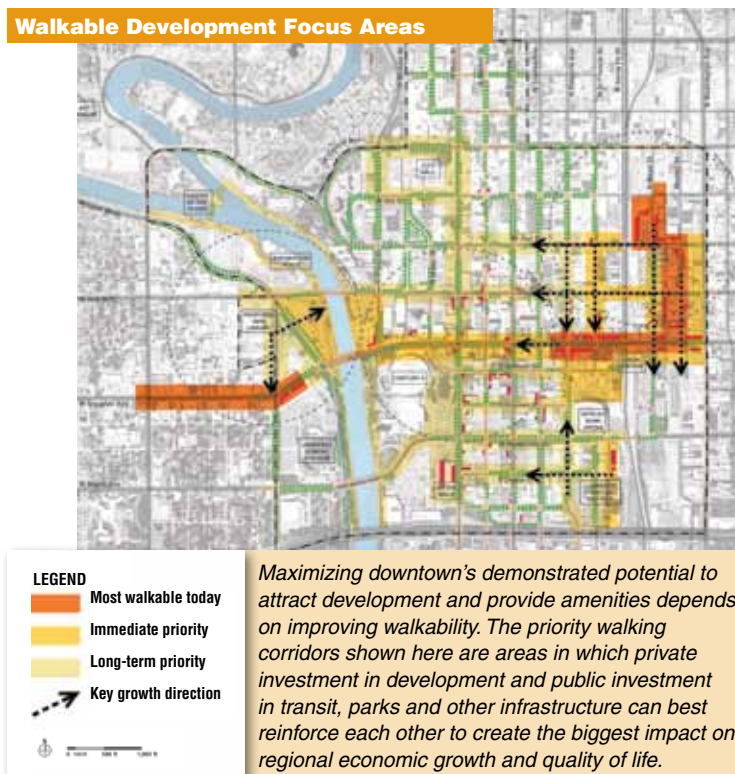 Walkable Development Focus Areas
LEGEND
Most walkable today
Immediate priority
Long-term priority
Key growth direction
Maximizing downtown's demonstrated potential to
attract development and provide amenities depends
on improving walkability. The priority walking
corridors shown here are areas in which private
investment in development and public investment
in transit, parks and other infrastructure can best
reinforce each other to create the biggest impact on
regional economic growth and quality of life.